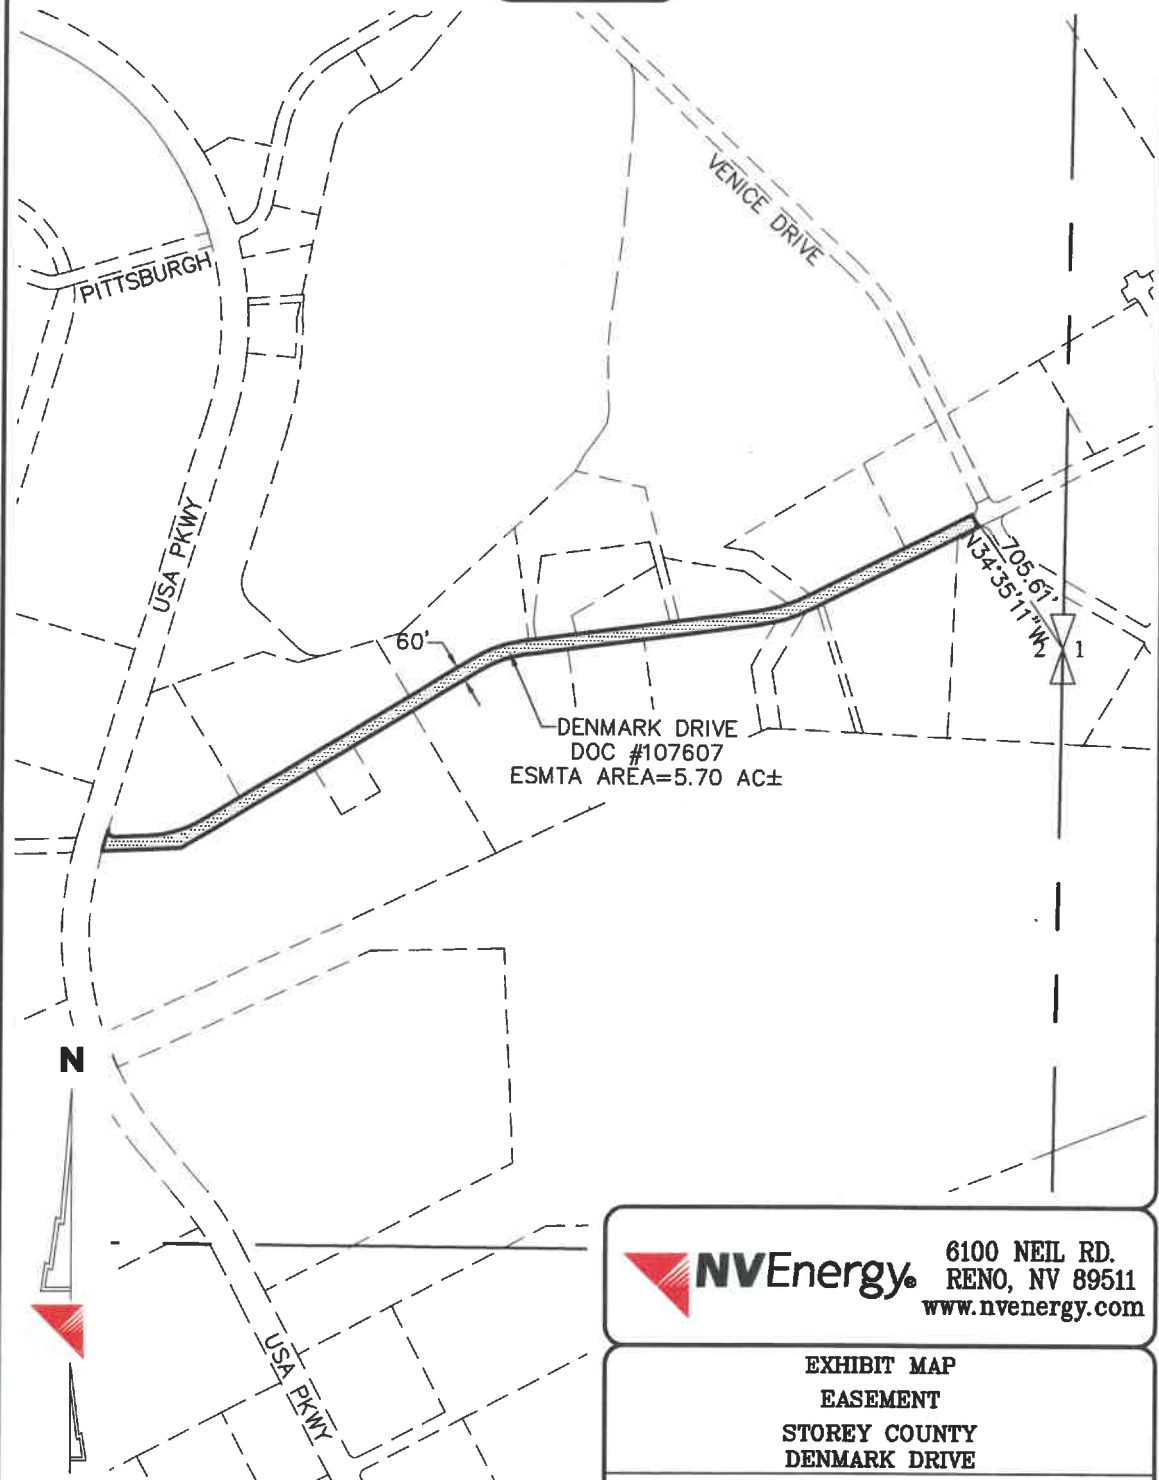 VENICE DRIVE
PITTSBURGH
USA PKWY
705.61'
N34°35'11"W
2 1
60'
DENMARK DRIVE
DOC #107607
ESMTA AREA=5.70 AC±
N
USA PKWY
NVEnergy®
6100 NEIL RD.
RENO, NV 89511
www.nvenergy.com
EXHIBIT MAP
EASEMENT
STOREY COUNTY
DENMARK DRIVE